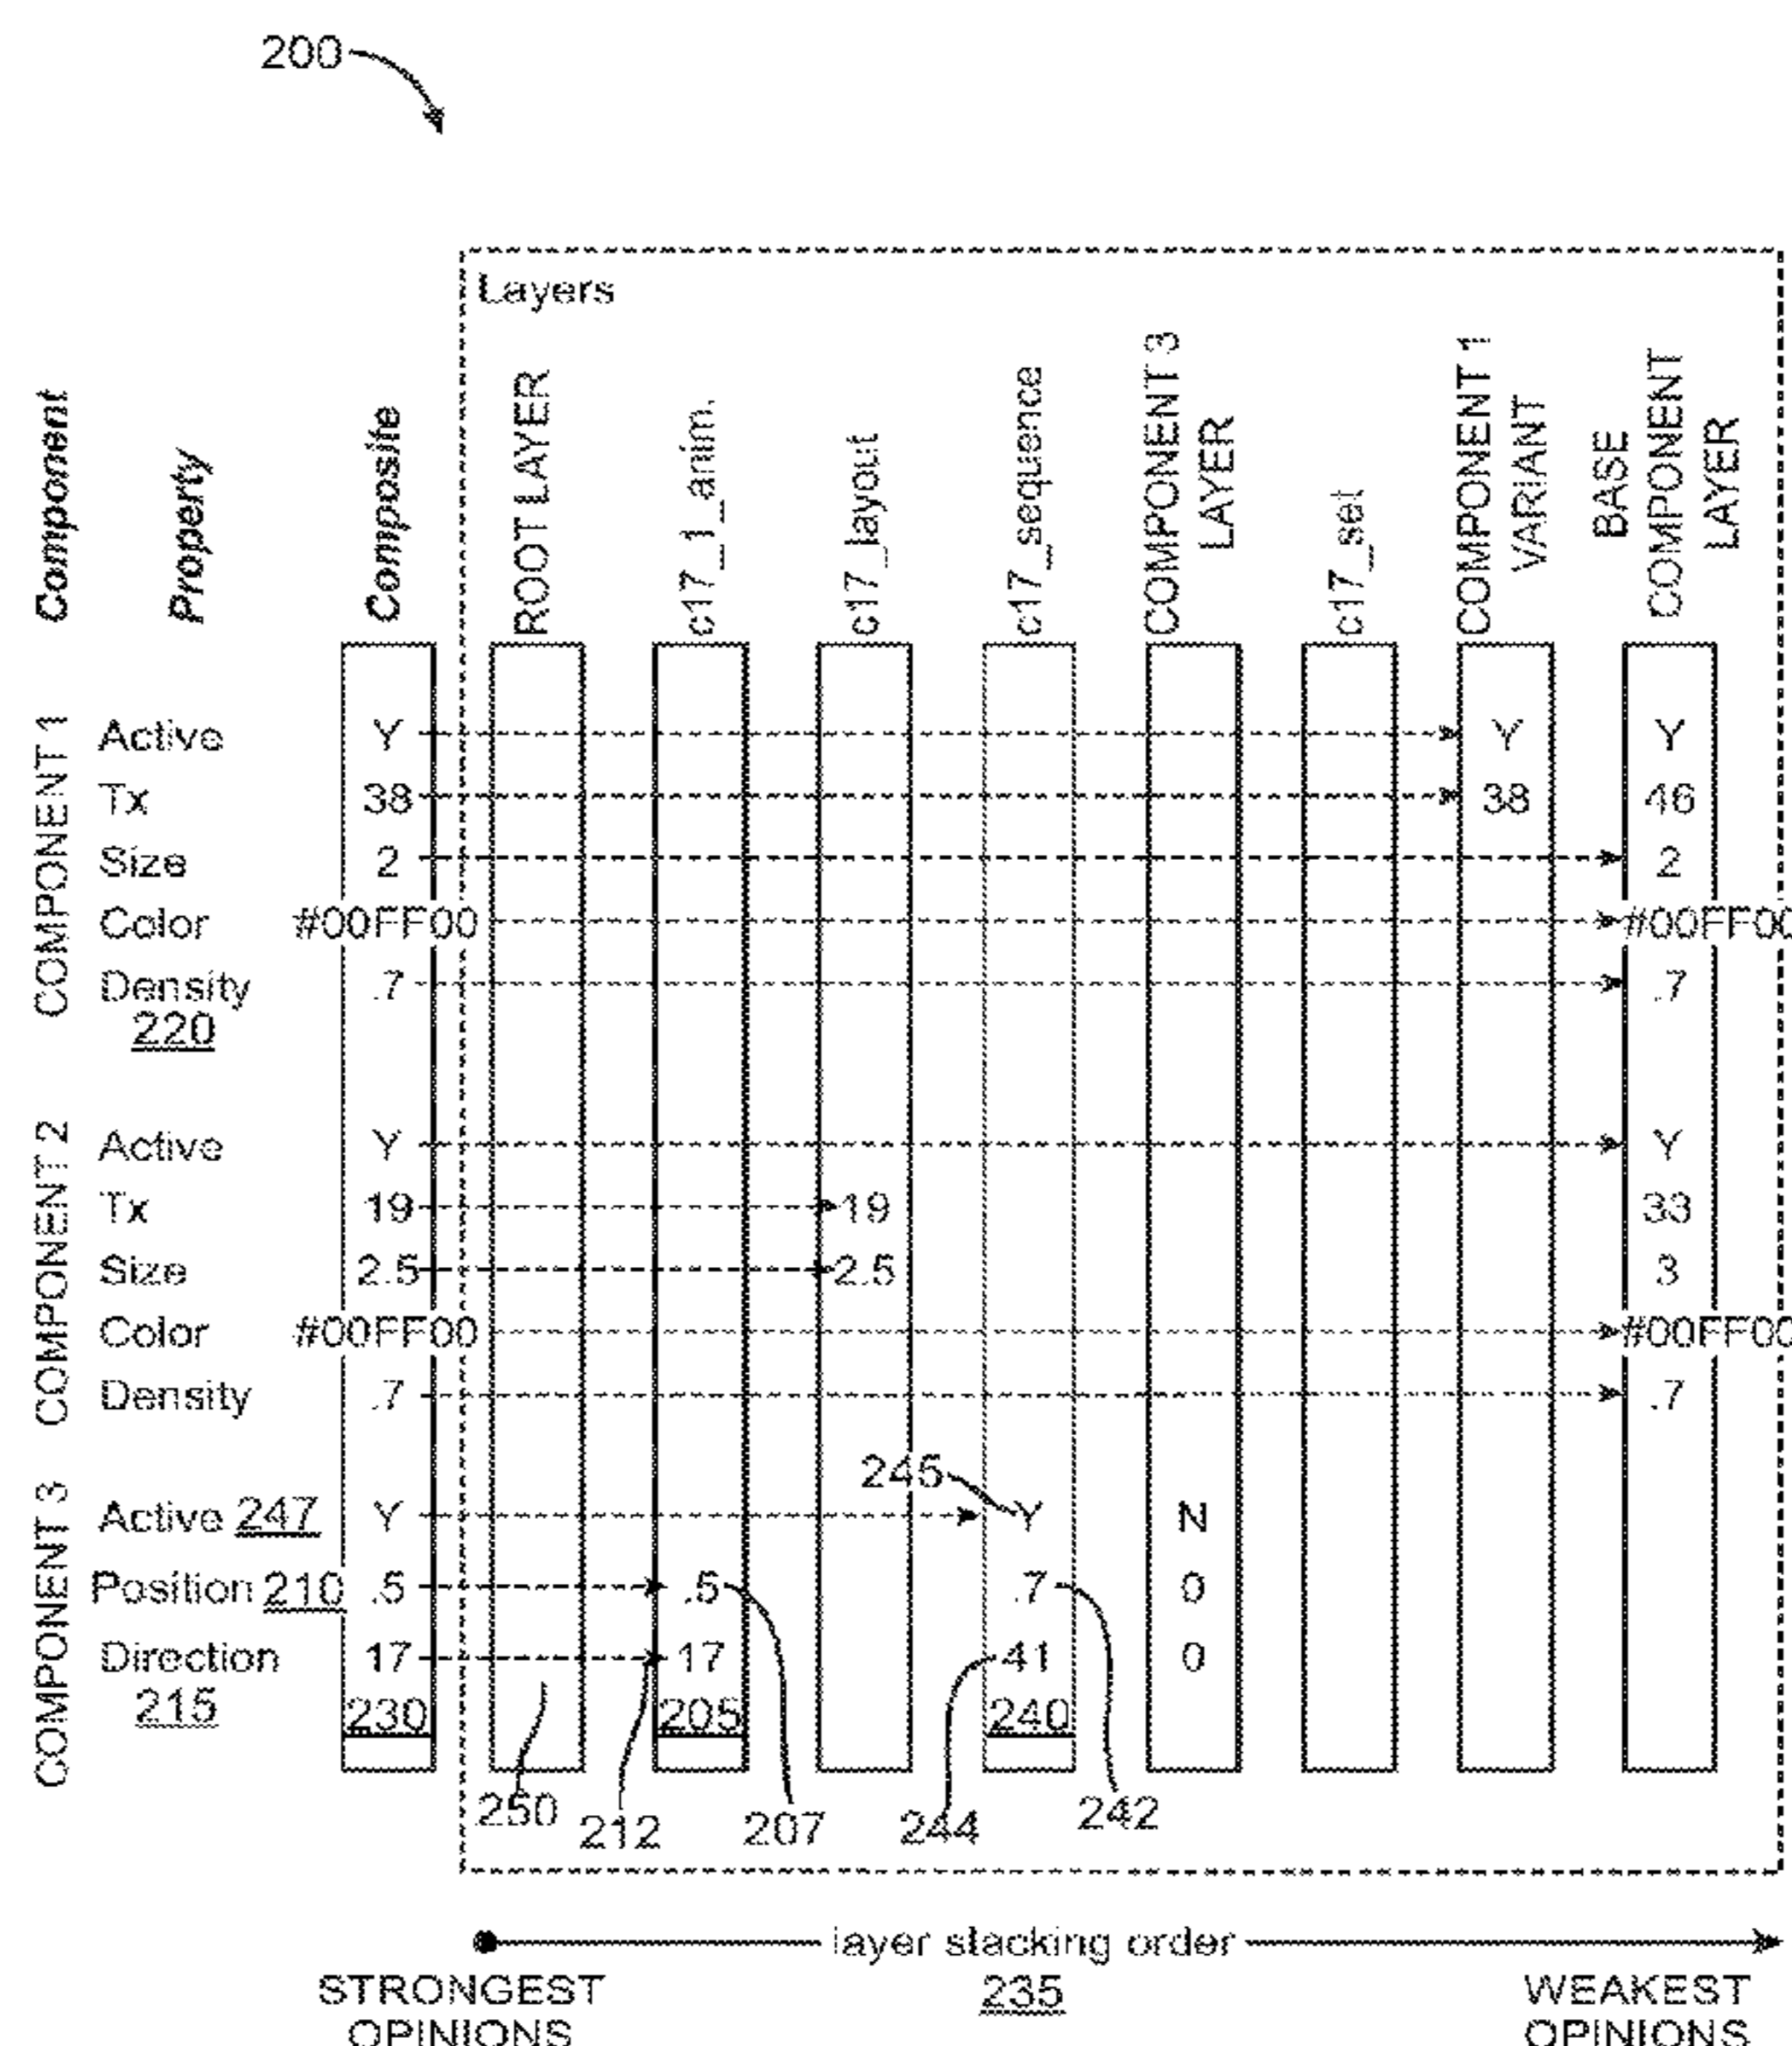 200
Layers
Component
Property
Composite
ROOT LAYER
c17_1_anim.
c17_layout
c17_sequence
COMPONENT 3
LAYER
c17_set
COMPONENT 1
VARIANT
BASE
COMPONENT
LAYER
COMPONENT 1
Active Y Y Y
Tx 38 38 46
Size 2 2
Color #00FF00 #00FF00
Density .7 .7
220
COMPONENT 2
Active Y Y
Tx 19 19 33
Size 2.5 2.5 3
Color #00FF00 #00FF00
Density .7 .7
COMPONENT 3
245
Active 247 Y Y N
Position 210 .5 .5 .7 0
Direction 17 17 41 0
215 230 205 240
250 212 207 244 242
layer stacking order
235
STRONGEST
OPINIONS
WEAKEST
OPINIONS